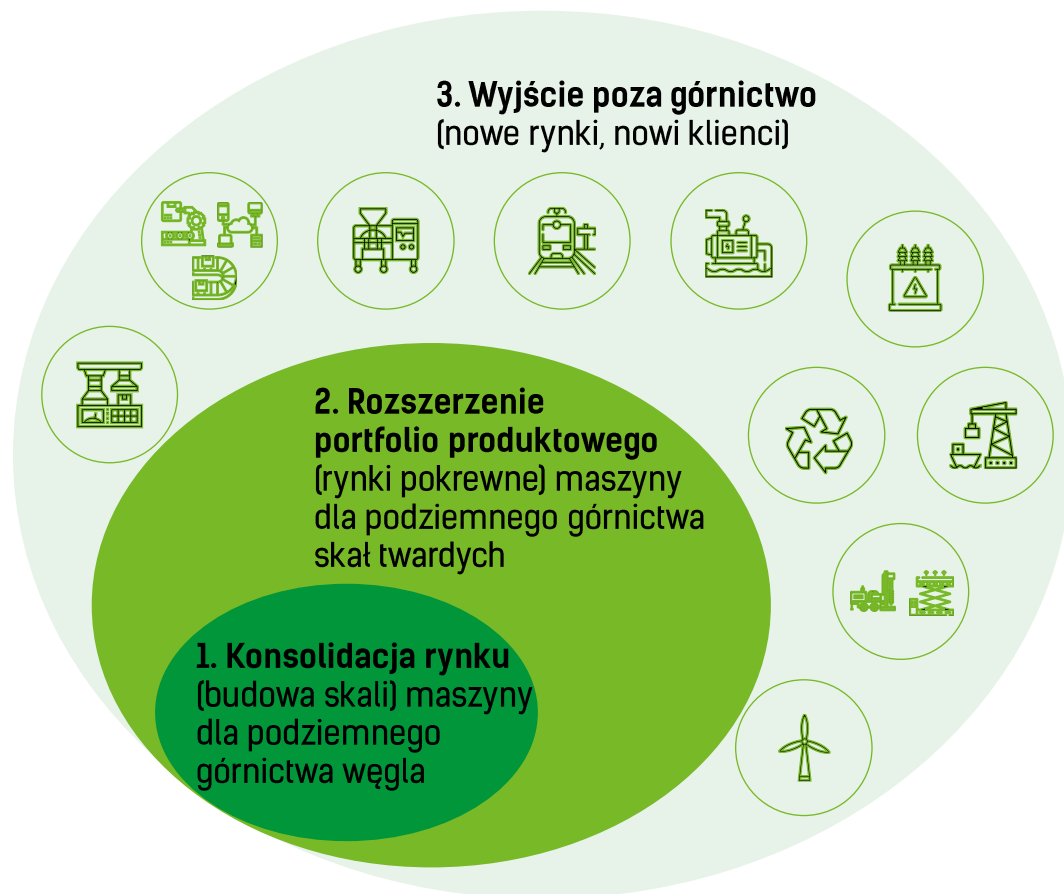 3. Wyjście poza górnictwo
(nowe rynki, nowi klienci)
2. Rozszerzenie
portfolio produktowego
(rynki pokrewne) maszyny
dla podziemnego górnictwa
skał twardych
1. Konsolidacja rynku
(budowa skali) maszyny
dla podziemnego
górnictwa węgla